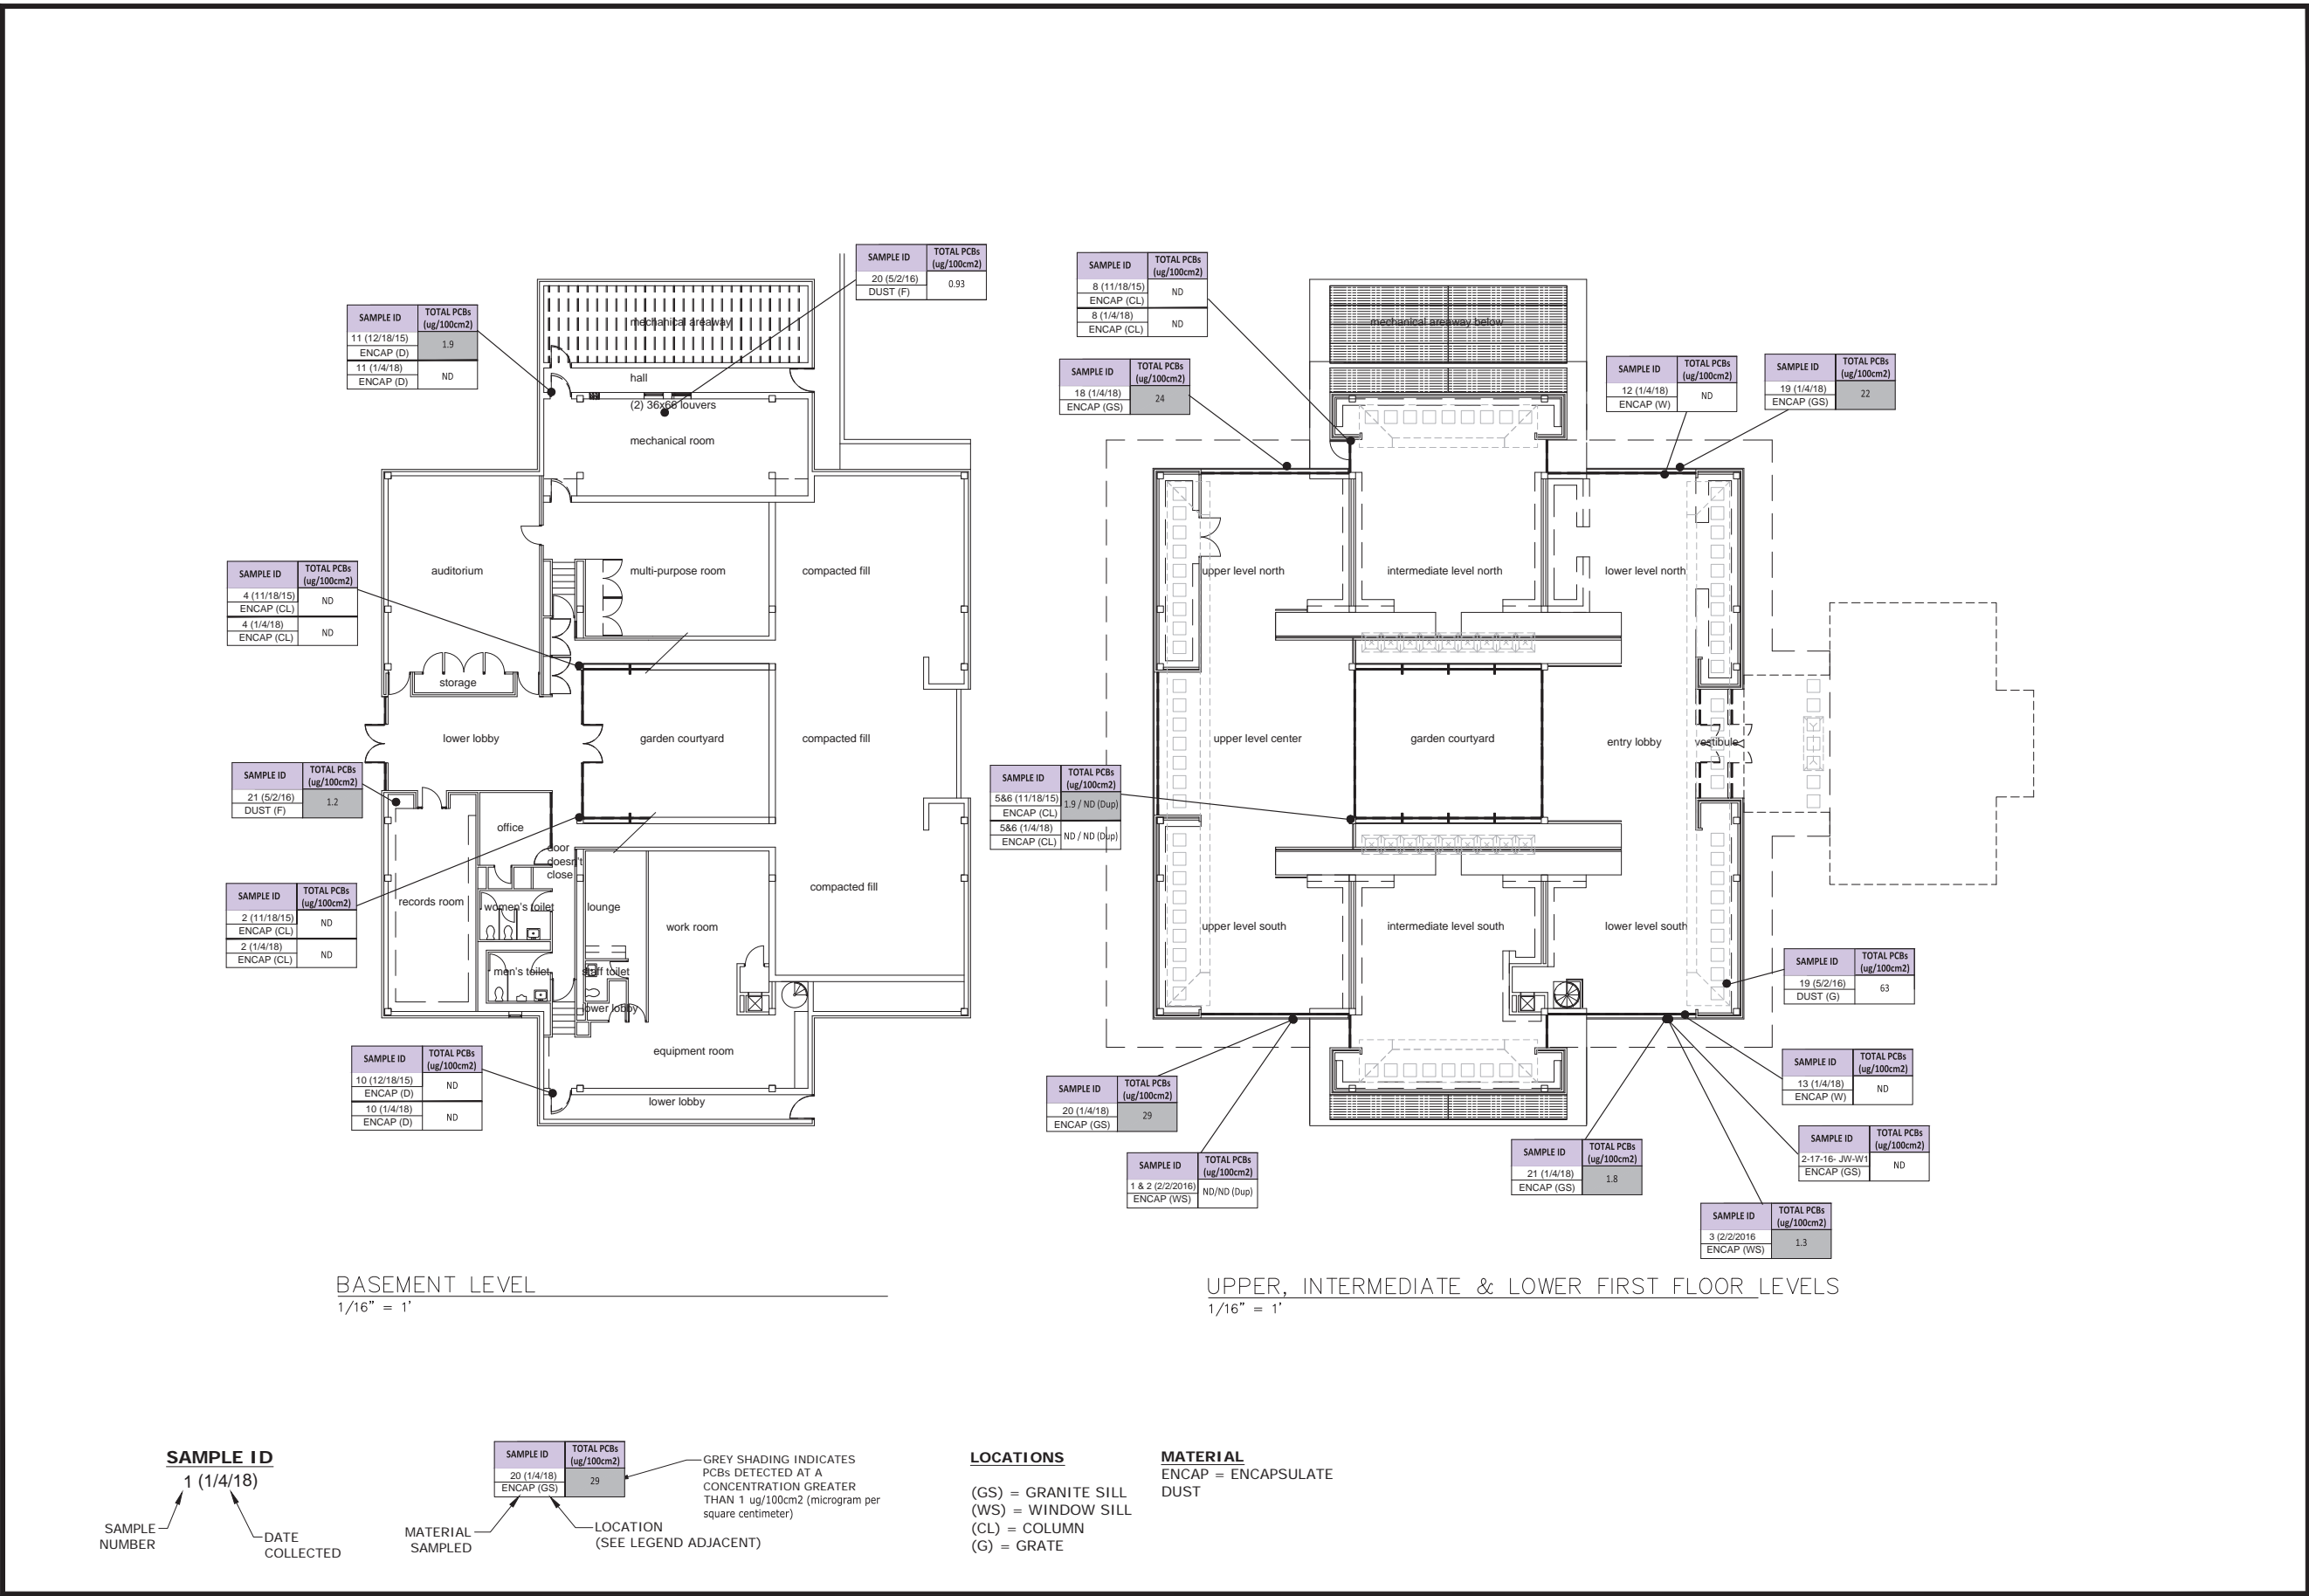 SAMPLE ID
TOTAL PCBs
(ug/100cm2)
20 (5/2/16)
DUST (F)
0.93
SAMPLE ID
TOTAL PCBs
(ug/100cm2)
11 (12/18/15)
ENCAP (D)
1.9
11 (1/4/18)
ENCAP (D)
ND
mechanical areaway
hall
(2) 36x66 louvers
mechanical room
SAMPLE ID
TOTAL PCBs
(ug/100cm2)
4 (11/18/15)
ENCAP (CL)
ND
4 (1/4/18)
ENCAP (CL)
ND
auditorium
multi-purpose room
compacted fill
storage
lower lobby
garden courtyard
compacted fill
SAMPLE ID
TOTAL PCBs
(ug/100cm2)
21 (5/2/16)
DUST (F)
1.2
office
door
doesn't
close
SAMPLE ID
TOTAL PCBs
(ug/100cm2)
2 (11/18/15)
ENCAP (CL)
ND
2 (1/4/18)
ENCAP (CL)
ND
records room
women's toilet
lounge
work room
compacted fill
men's toilet
staff toilet
lower lobby
equipment room
lower lobby
SAMPLE ID
TOTAL PCBs
(ug/100cm2)
10 (12/18/15)
ENCAP (D)
ND
10 (1/4/18)
ENCAP (D)
ND
BASEMENT LEVEL
1/16" = 1'
SAMPLE ID
TOTAL PCBs
(ug/100cm2)
8 (11/18/15)
ENCAP (CL)
ND
8 (1/4/18)
ENCAP (CL)
ND
mechanical areaway below
SAMPLE ID
TOTAL PCBs
(ug/100cm2)
18 (1/4/18)
ENCAP (GS)
24
SAMPLE ID
TOTAL PCBs
(ug/100cm2)
12 (1/4/18)
ENCAP (W)
ND
SAMPLE ID
TOTAL PCBs
(ug/100cm2)
19 (1/4/18)
ENCAP (GS)
22
upper level north
intermediate level north
lower level north
upper level center
garden courtyard
entry lobby
vestibule
SAMPLE ID
TOTAL PCBs
(ug/100cm2)
5&6 (11/18/15)
ENCAP (CL)
1.9 / ND (Dup)
5&6 (1/4/18)
ENCAP (CL)
ND / ND (Dup)
upper level south
intermediate level south
lower level south
SAMPLE ID
TOTAL PCBs
(ug/100cm2)
19 (5/2/16)
DUST (G)
63
SAMPLE ID
TOTAL PCBs
(ug/100cm2)
20 (1/4/18)
ENCAP (GS)
29
SAMPLE ID
TOTAL PCBs
(ug/100cm2)
13 (1/4/18)
ENCAP (W)
ND
SAMPLE ID
TOTAL PCBs
(ug/100cm2)
1 & 2 (2/2/2016)
ENCAP (WS)
ND/ND (Dup)
SAMPLE ID
TOTAL PCBs
(ug/100cm2)
21 (1/4/18)
ENCAP (GS)
1.8
SAMPLE ID
TOTAL PCBs
(ug/100cm2)
2-17-16- JW-W1
ENCAP (GS)
ND
SAMPLE ID
TOTAL PCBs
(ug/100cm2)
3 (2/2/2016
ENCAP (WS)
1.3
UPPER, INTERMEDIATE & LOWER FIRST FLOOR LEVELS
1/16" = 1'
SAMPLE ID
1 (1/4/18)
SAMPLE
NUMBER
DATE
COLLECTED
SAMPLE ID
TOTAL PCBs
(ug/100cm2)
20 (1/4/18)
ENCAP (GS)
29
MATERIAL
SAMPLED
LOCATION
(SEE LEGEND ADJACENT)
GREY SHADING INDICATES
PCBs DETECTED AT A
CONCENTRATION GREATER
THAN 1 ug/100cm2 (microgram per
square centimeter)
LOCATIONS
(GS) = GRANITE SILL
(WS) = WINDOW SILL
(CL) = COLUMN
(G) = GRATE
MATERIAL
ENCAP = ENCAPSULATE
DUST